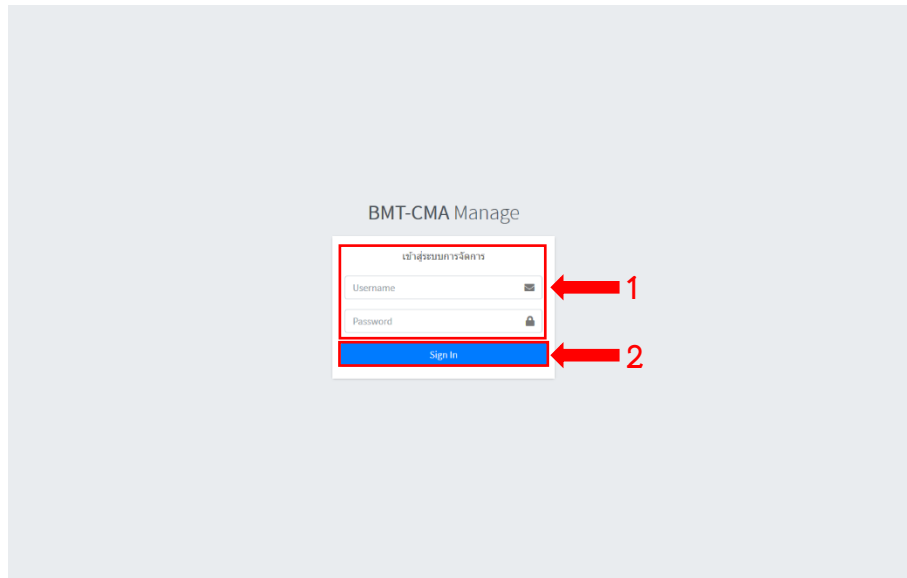 BMT-CMA Manage
เข้าสู่ระบบการจัดการ
Username
1
Password
Sign In
2